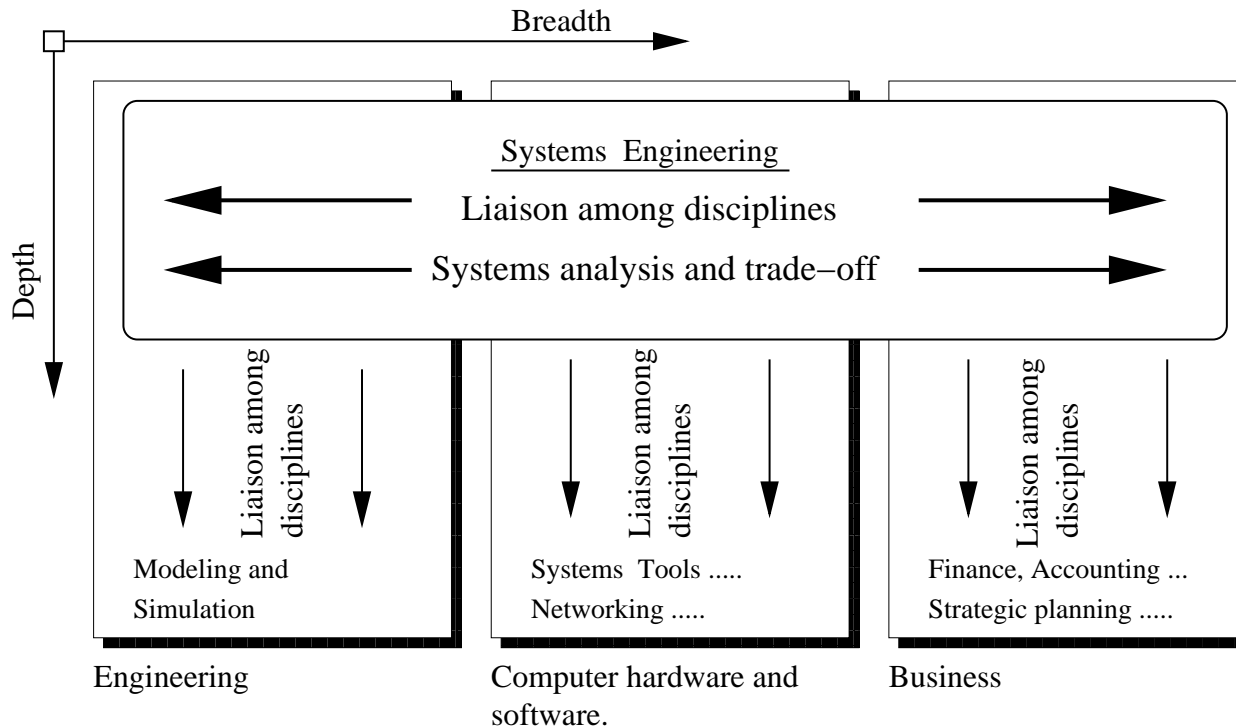 Breadth
Depth
Systems Engineering
Liaison among disciplines
Systems analysis and trade−off
Liaison among
disciplines
Liaison among
disciplines
Liaison among
disciplines
Modeling and
Simulation
Systems Tools .....
Networking .....
Finance, Accounting ...
Strategic planning .....
Engineering
Computer hardware and
software.
Business